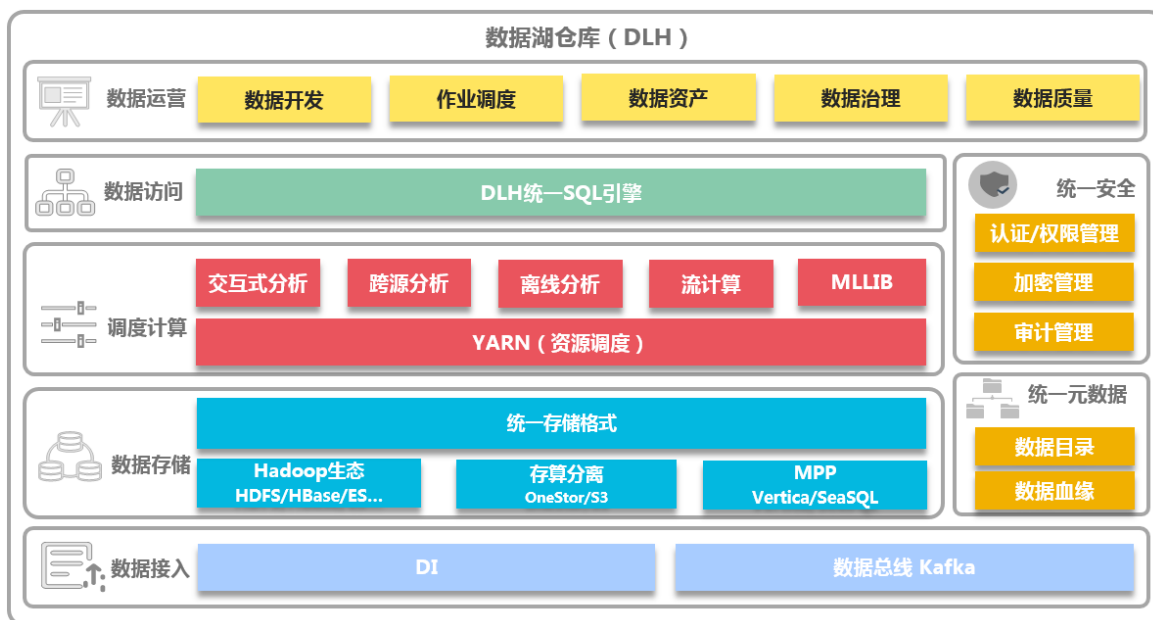 数据湖仓库（DLH）
数据运营
数据开发
作业调度
数据资产
数据治理
数据质量
数据访问
DLH统一SQL引擎
调度计算
交互式分析
跨源分析
离线分析
流计算
MLLIB
YARN（资源调度）
数据存储
统一存储格式
Hadoop生态
HDFS/HBase/ES...
存算分离
OneStor/S3
MPP
Vertica/SeaSQL
统一安全
认证/权限管理
加密管理
审计管理
统一元数据
数据目录
数据血缘
数据接入
DI
数据总线 Kafka